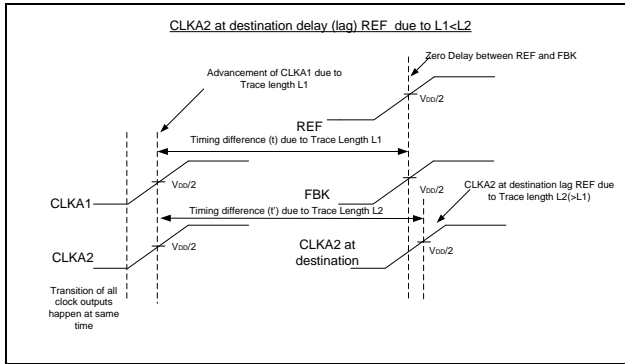 CLKA2 at destination delay (lag) REF due to L1<L2
Zero Delay between REF and FBK
Advancement of CLKA1 due to
Trace length L1
VDD/2
REF
Timing difference (t) due to Trace Length L1
VDD/2
VDD/2
CLKA1
FBK
CLKA2 at destination lag REF due
to Trace length L2(>L1)
Timing difference (t') due to Trace Length L2
VDD/2
VDD/2
CLKA2
CLKA2 at
destination
Transition of all
clock outputs
happen at same
time